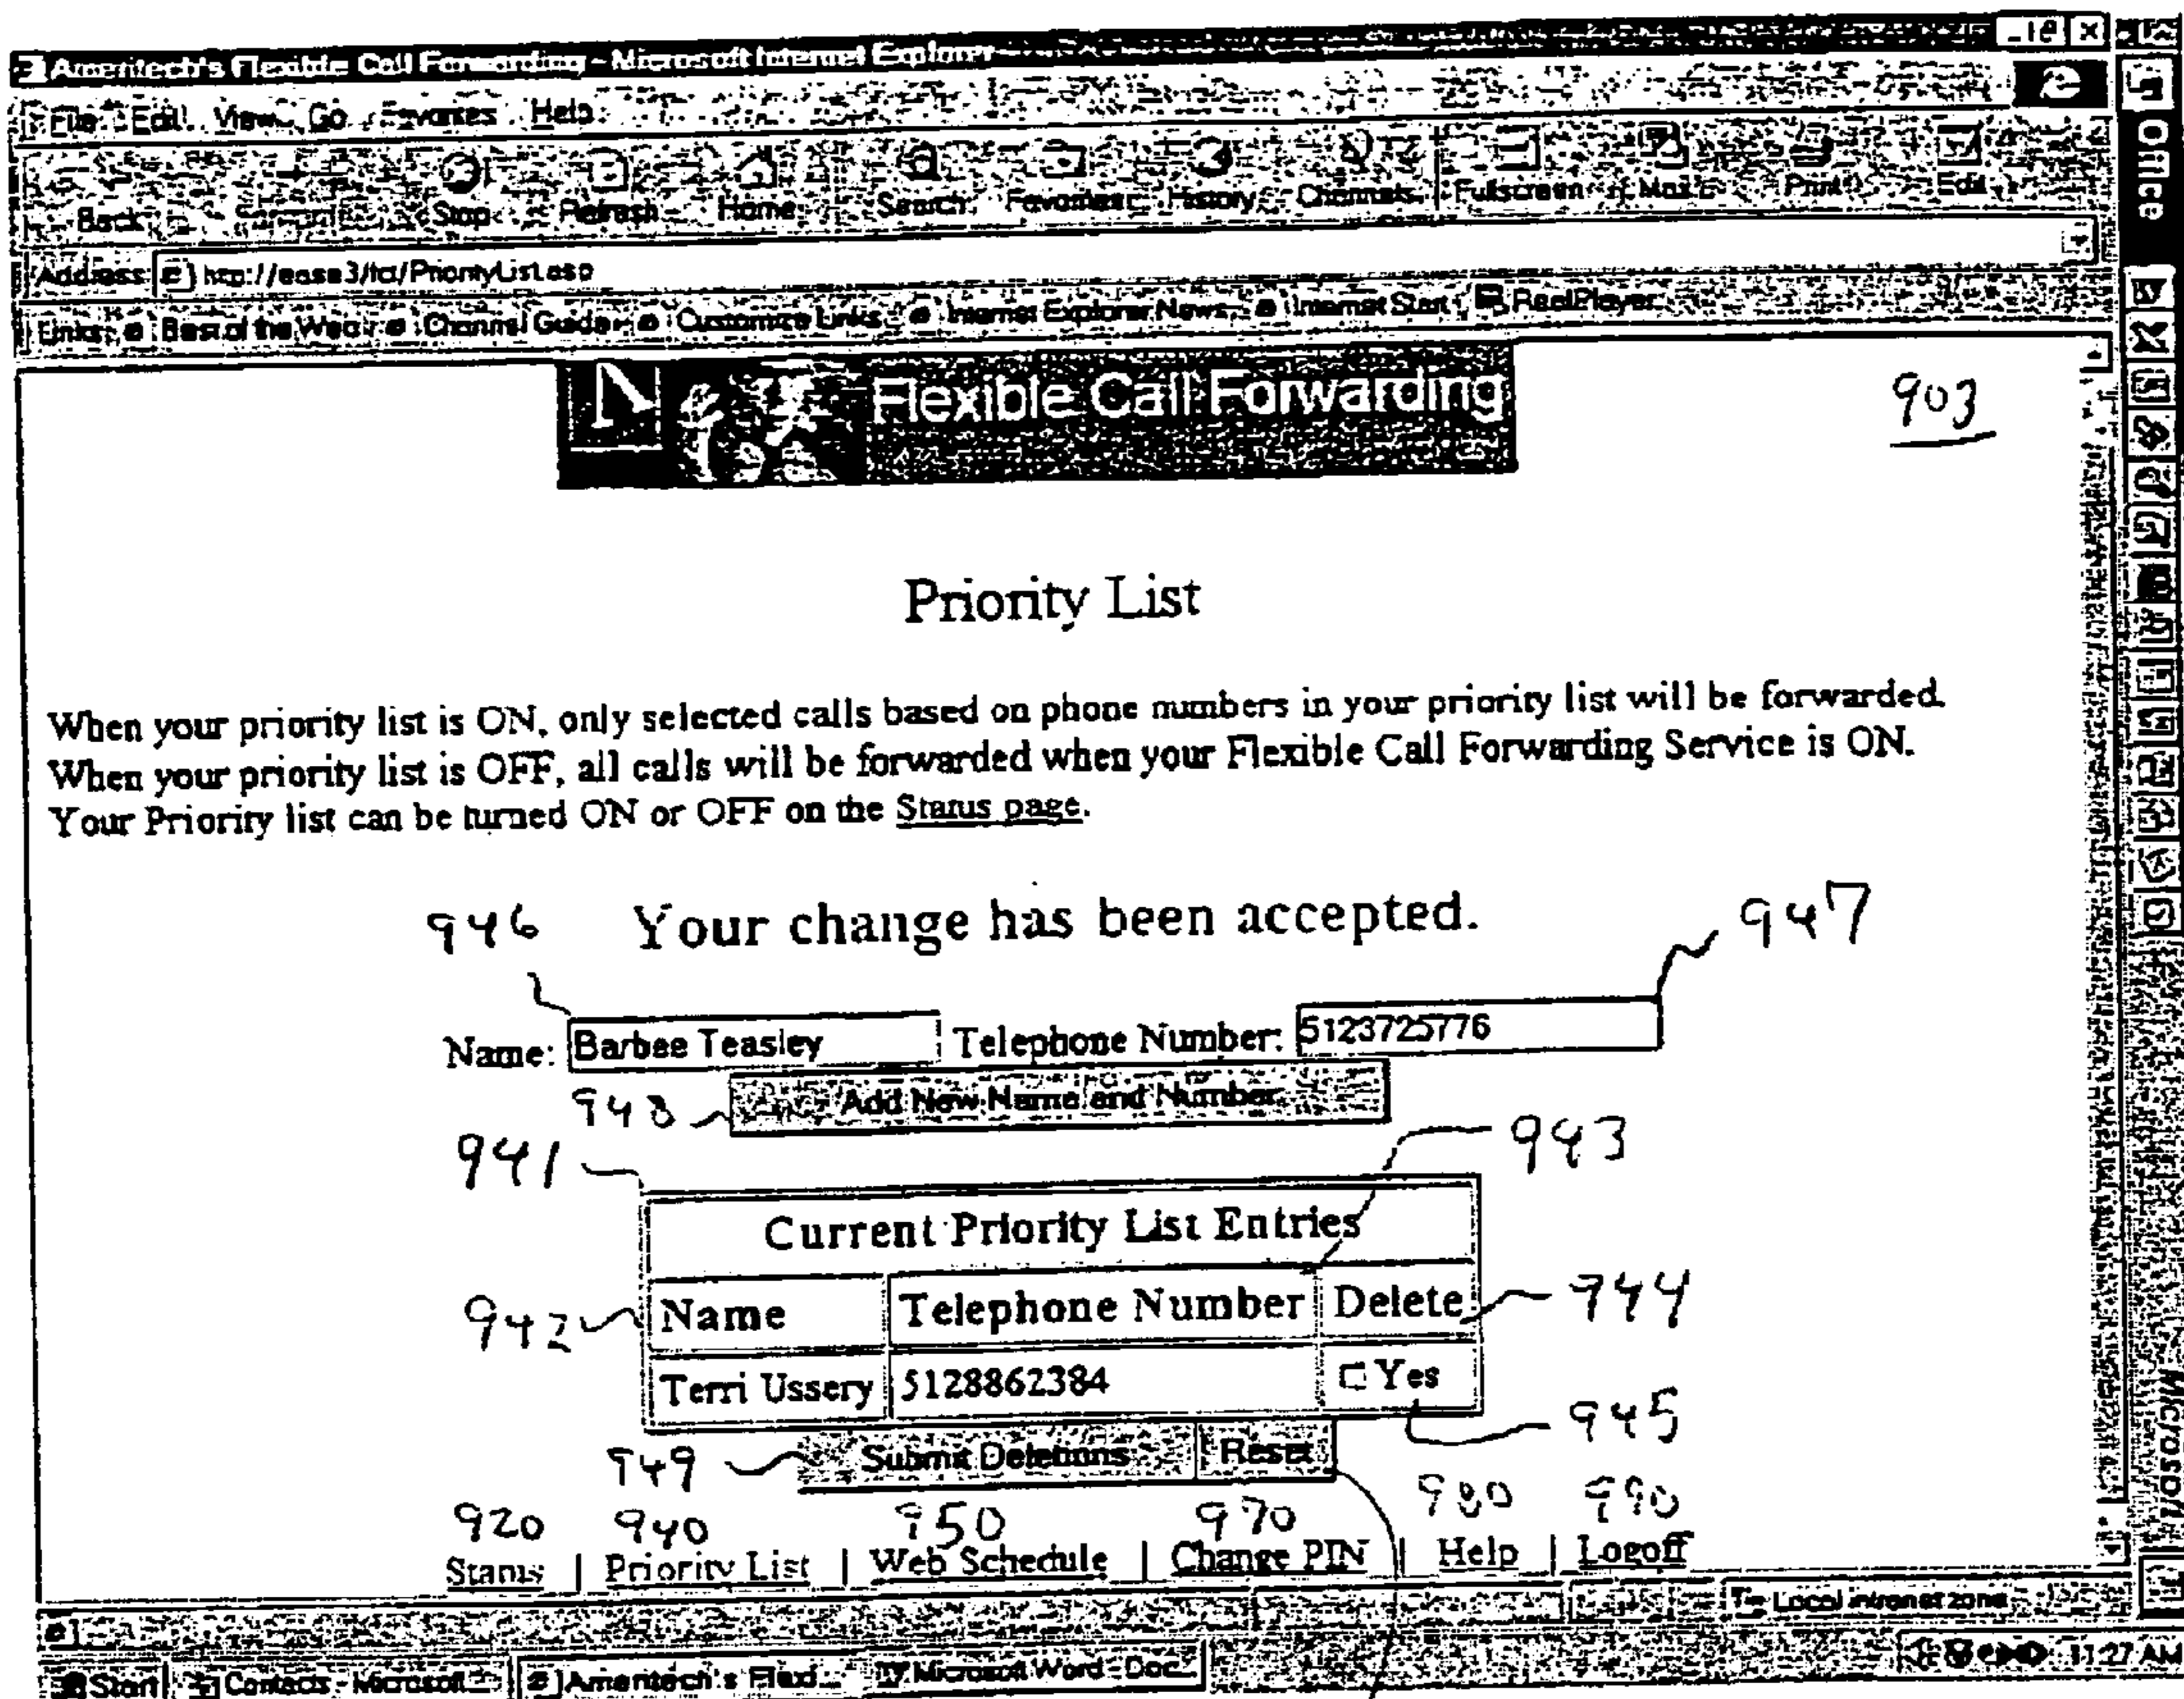 Ameritech's Flexible Call Forwarding - Microsoft Internet Explorer
File Edit View Go Favorites Help
Back Stop Refresh Home Search Favorites History Channels Fullscreen Mail Print Edit
Office
Address http://ease3/fcf/PriorityList.asp
Links Best of the Web Channel Guide Customize Links Internet Explorer News Internet Start RealPlayer
Flexible Call Forwarding
903
Priority List
When your priority list is ON, only selected calls based on phone numbers in your priority list will be forwarded.
When your priority list is OFF, all calls will be forwarded when your Flexible Call Forwarding Service is ON.
Your Priority list can be turned ON or OFF on the Status page.
946 Your change has been accepted. 947
Name: Barbee Teasley Telephone Number: 5123725776
948 Add New Name and Number
941 943
Current Priority List Entries
942 Name Telephone Number Delete 944
Terri Ussery 5128862384 Yes
945
949 Submit Deletions Reset
920 940 950 970 980 990
Status | Priority List | Web Schedule | Change PIN | Help | Logoff
Local intranet zone
Start Contacts - Microsoft Ameritech's Flexi... Microsoft Word - Doc... 11:27 AM
Microsoft